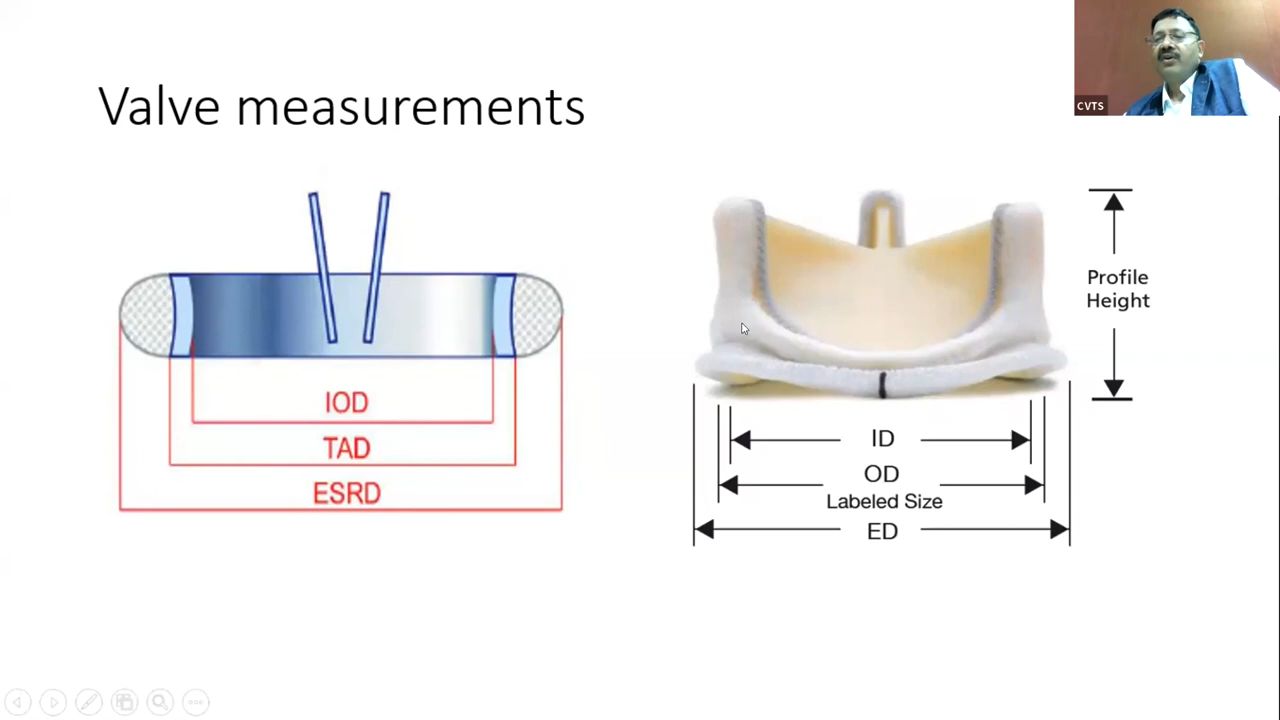 Valve measurements
CVTS
IOD
TAD
ESRD
Profile
Height
ID
OD
Labeled Size
ED